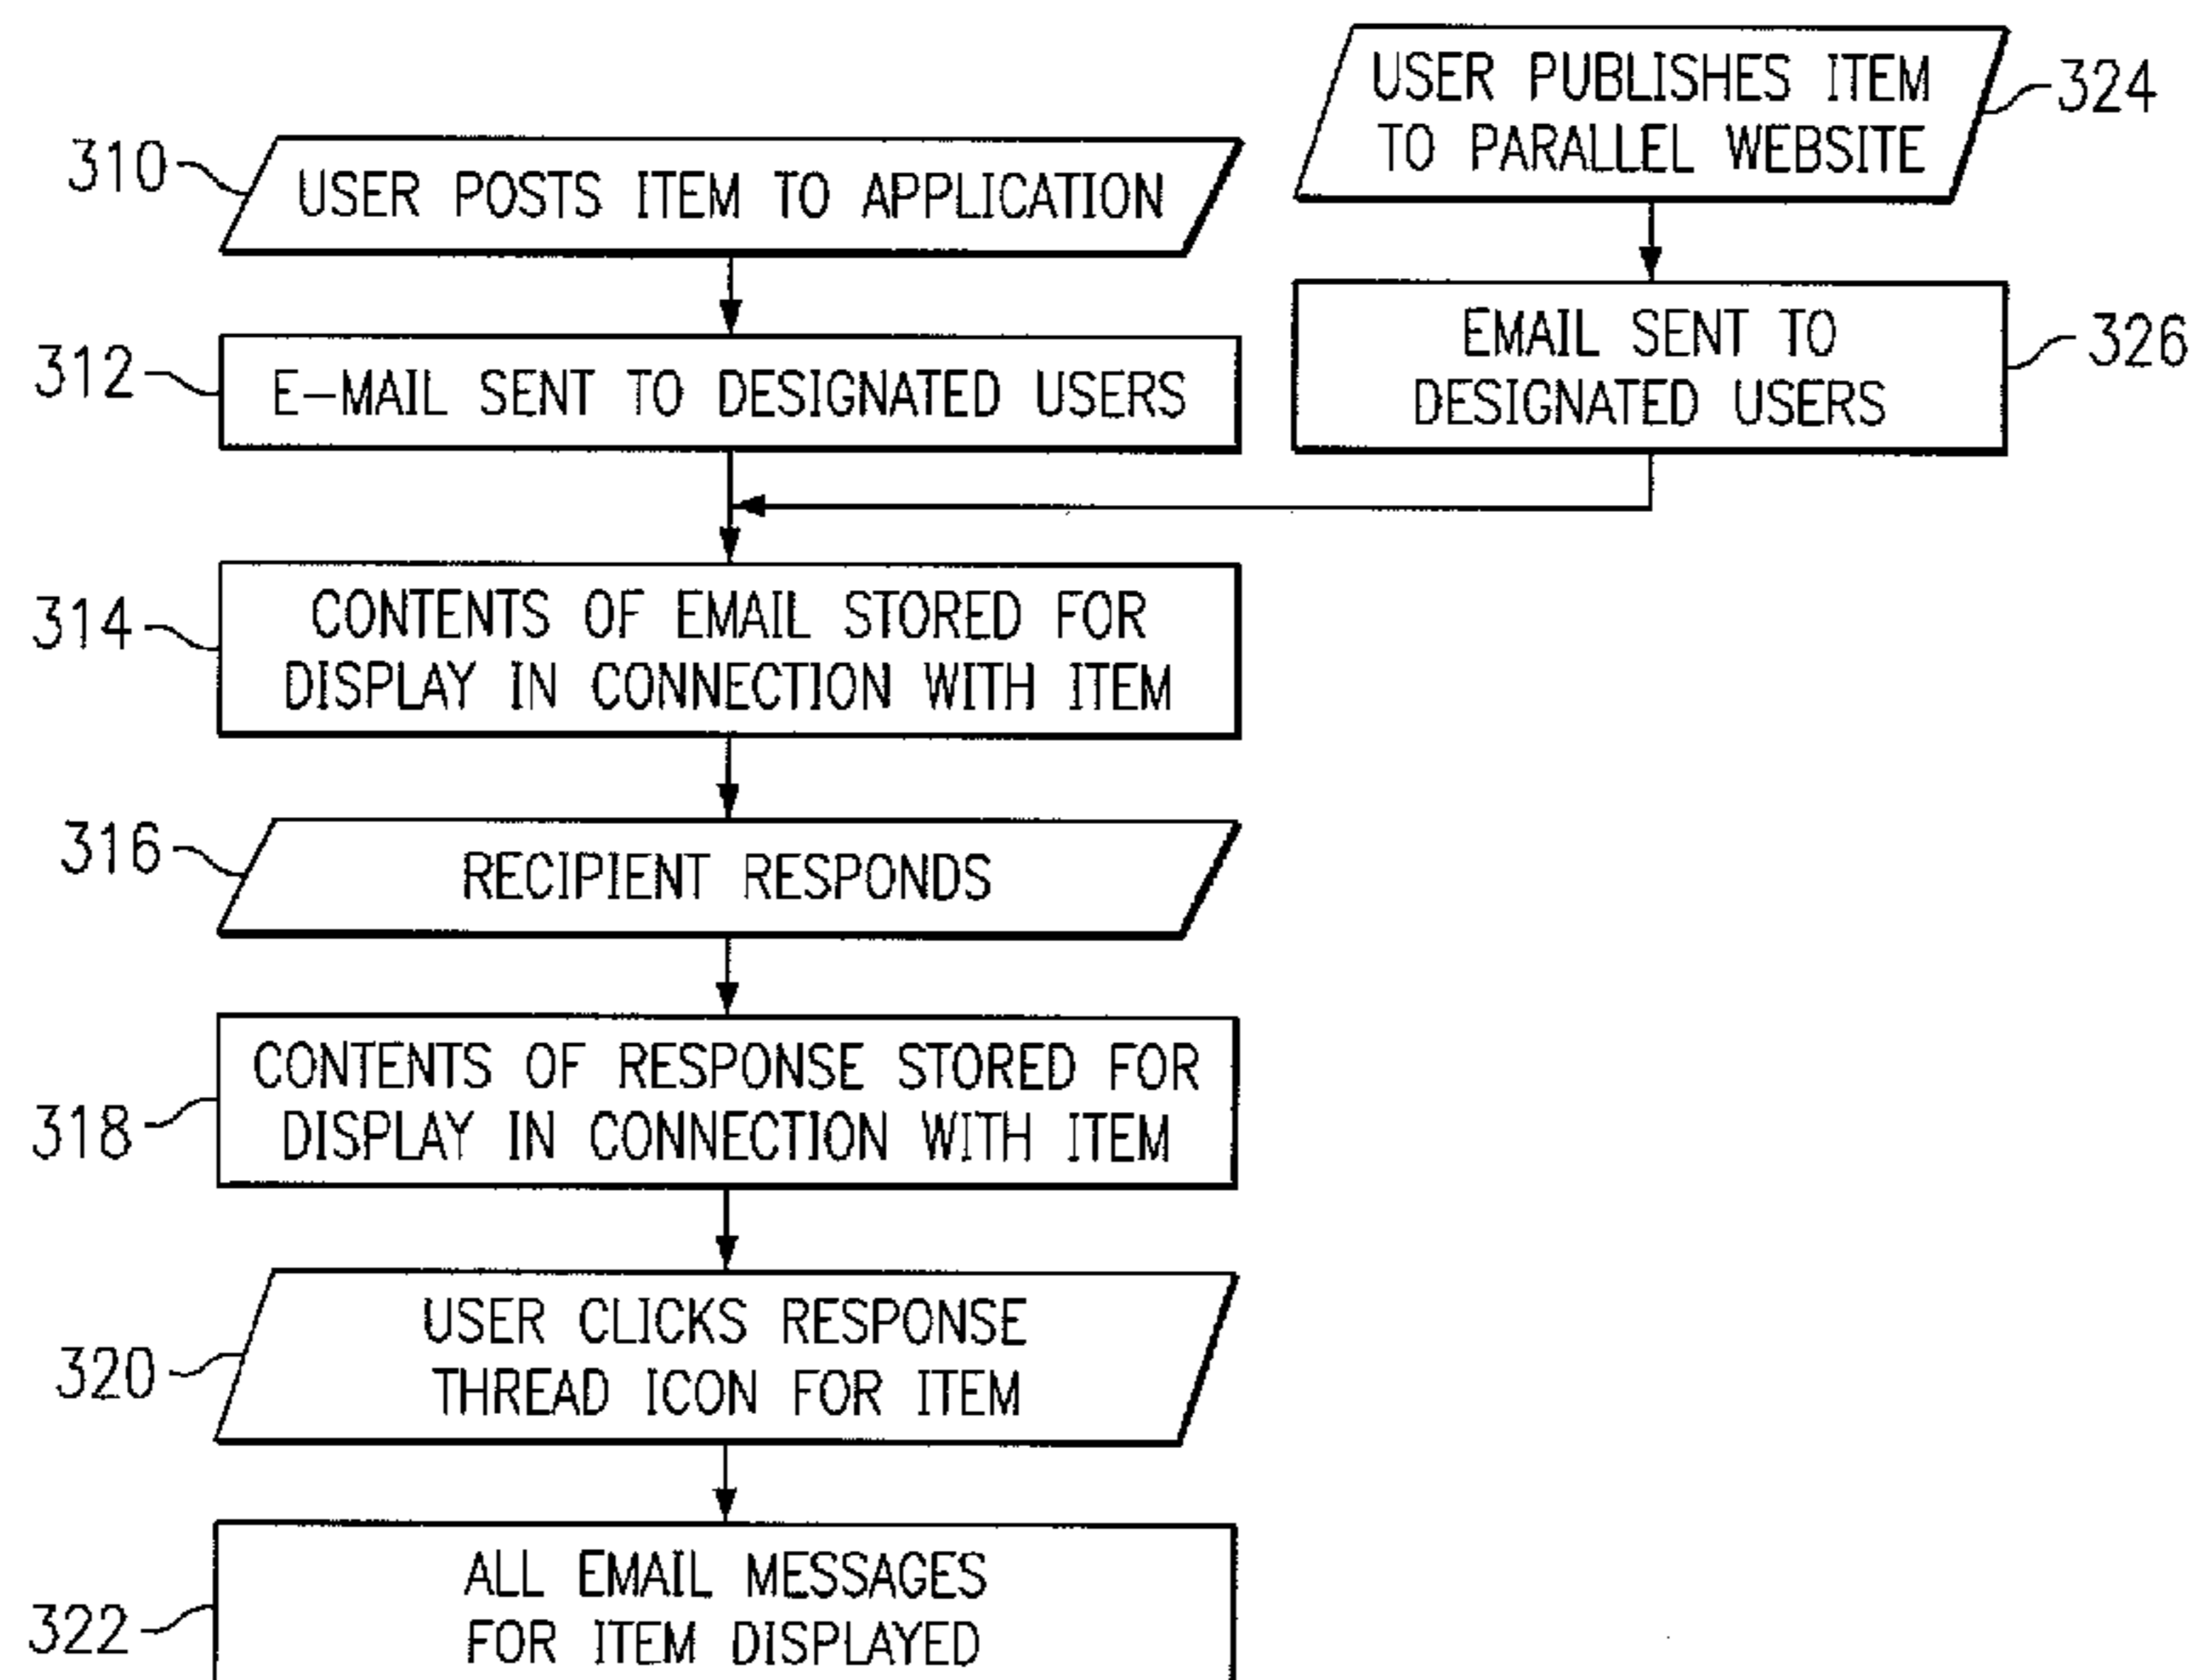 310
USER POSTS ITEM TO APPLICATION
312
E-MAIL SENT TO DESIGNATED USERS
USER PUBLISHES ITEM
TO PARALLEL WEBSITE
324
EMAIL SENT TO
DESIGNATED USERS
326
314
CONTENTS OF EMAIL STORED FOR
DISPLAY IN CONNECTION WITH ITEM
316
RECIPIENT RESPONDS
318
CONTENTS OF RESPONSE STORED FOR
DISPLAY IN CONNECTION WITH ITEM
320
USER CLICKS RESPONSE
THREAD ICON FOR ITEM
322
ALL EMAIL MESSAGES
FOR ITEM DISPLAYED